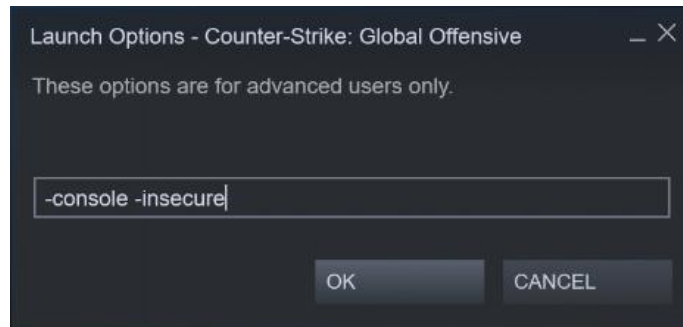 Launch Options - Counter-Strike: Global Offensive
These options are for advanced users only.
-console -insecure
OK CANCEL